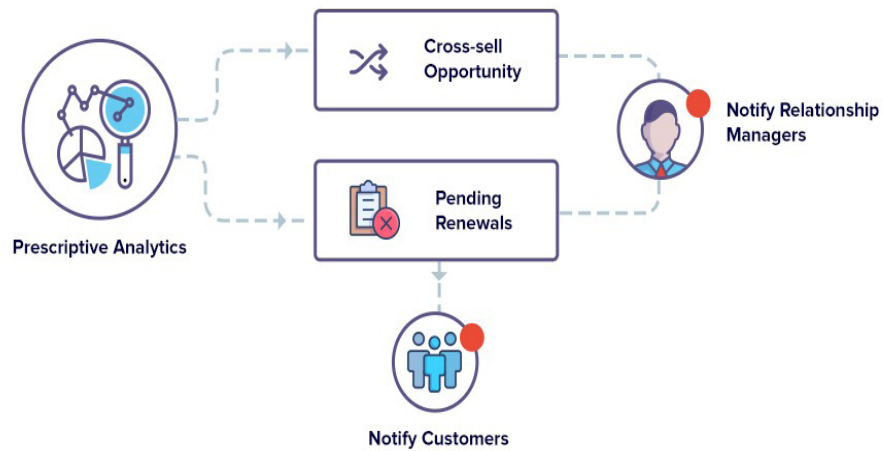 Cross-sell
Opportunity
Notify Relationship
Managers
Prescriptive Analytics
Pending
Renewals
Notify Customers